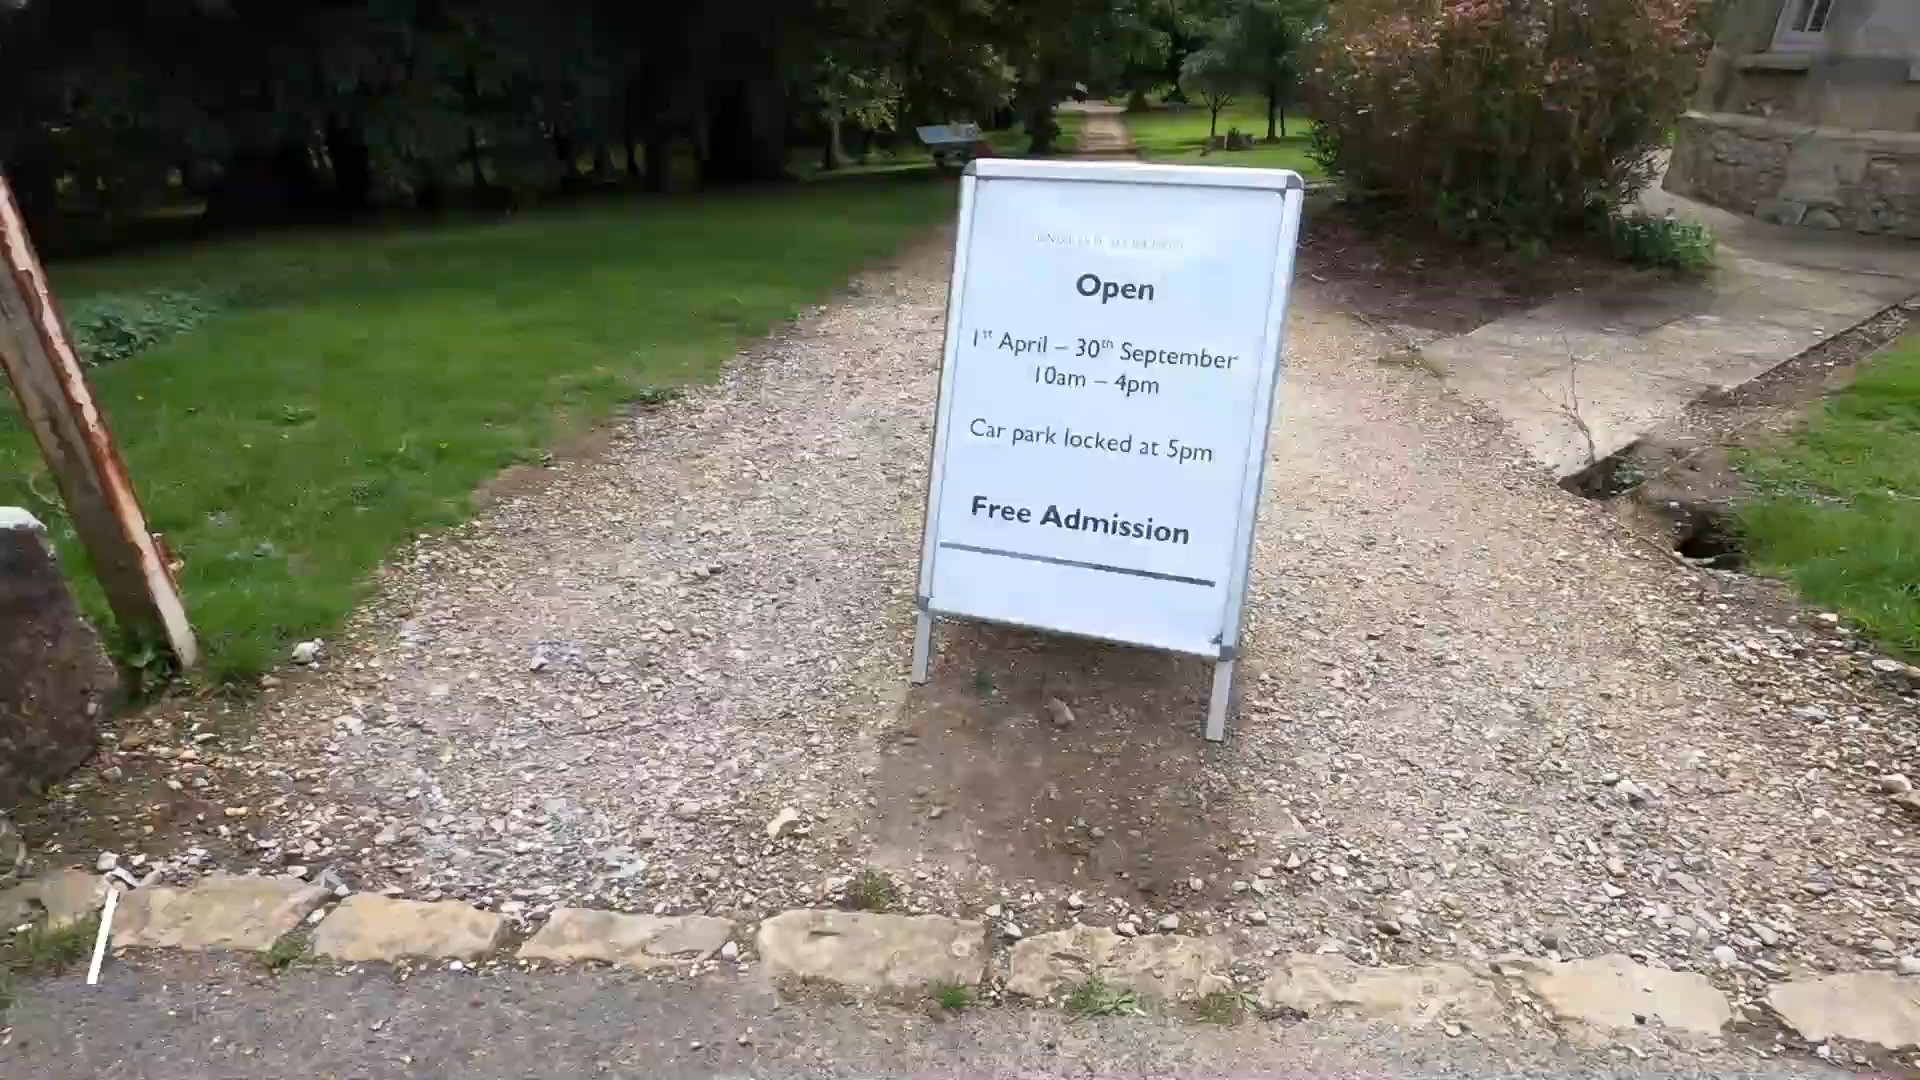 Open
1st April – 30th September
10am – 4pm
Car park locked at 5pm
Free Admission